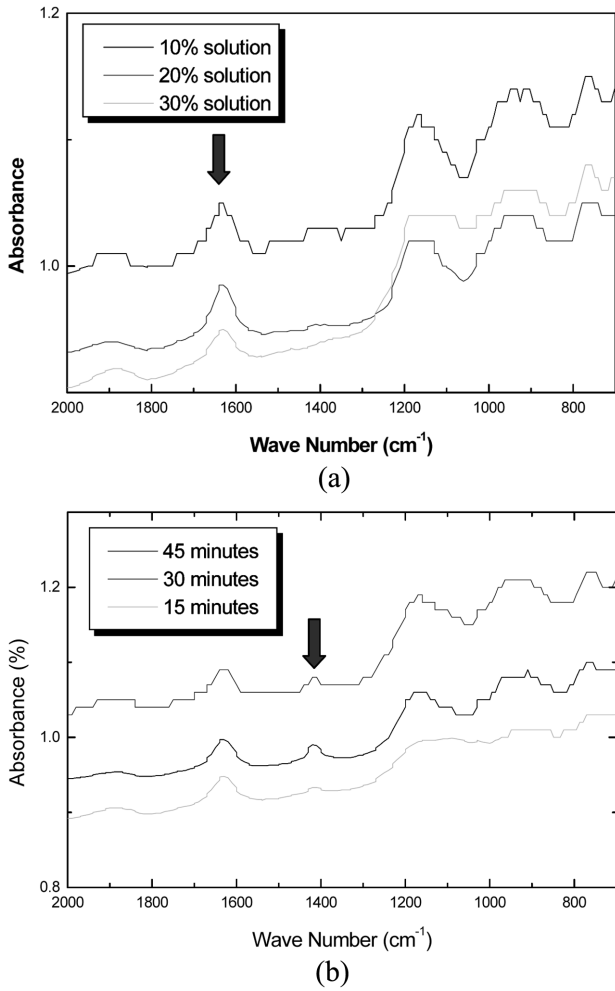 1.2
10% solution
20% solution
30% solution
Absorbance
1.0
2000 1800 1600 1400 1200 1000 800
Wave Number (cm⁻¹)
(a)
45 minutes
30 minutes
15 minutes
1.2
Absorbance (%)
1.0
0.8
2000 1800 1600 1400 1200 1000 800
Wave Number (cm⁻¹)
(b)